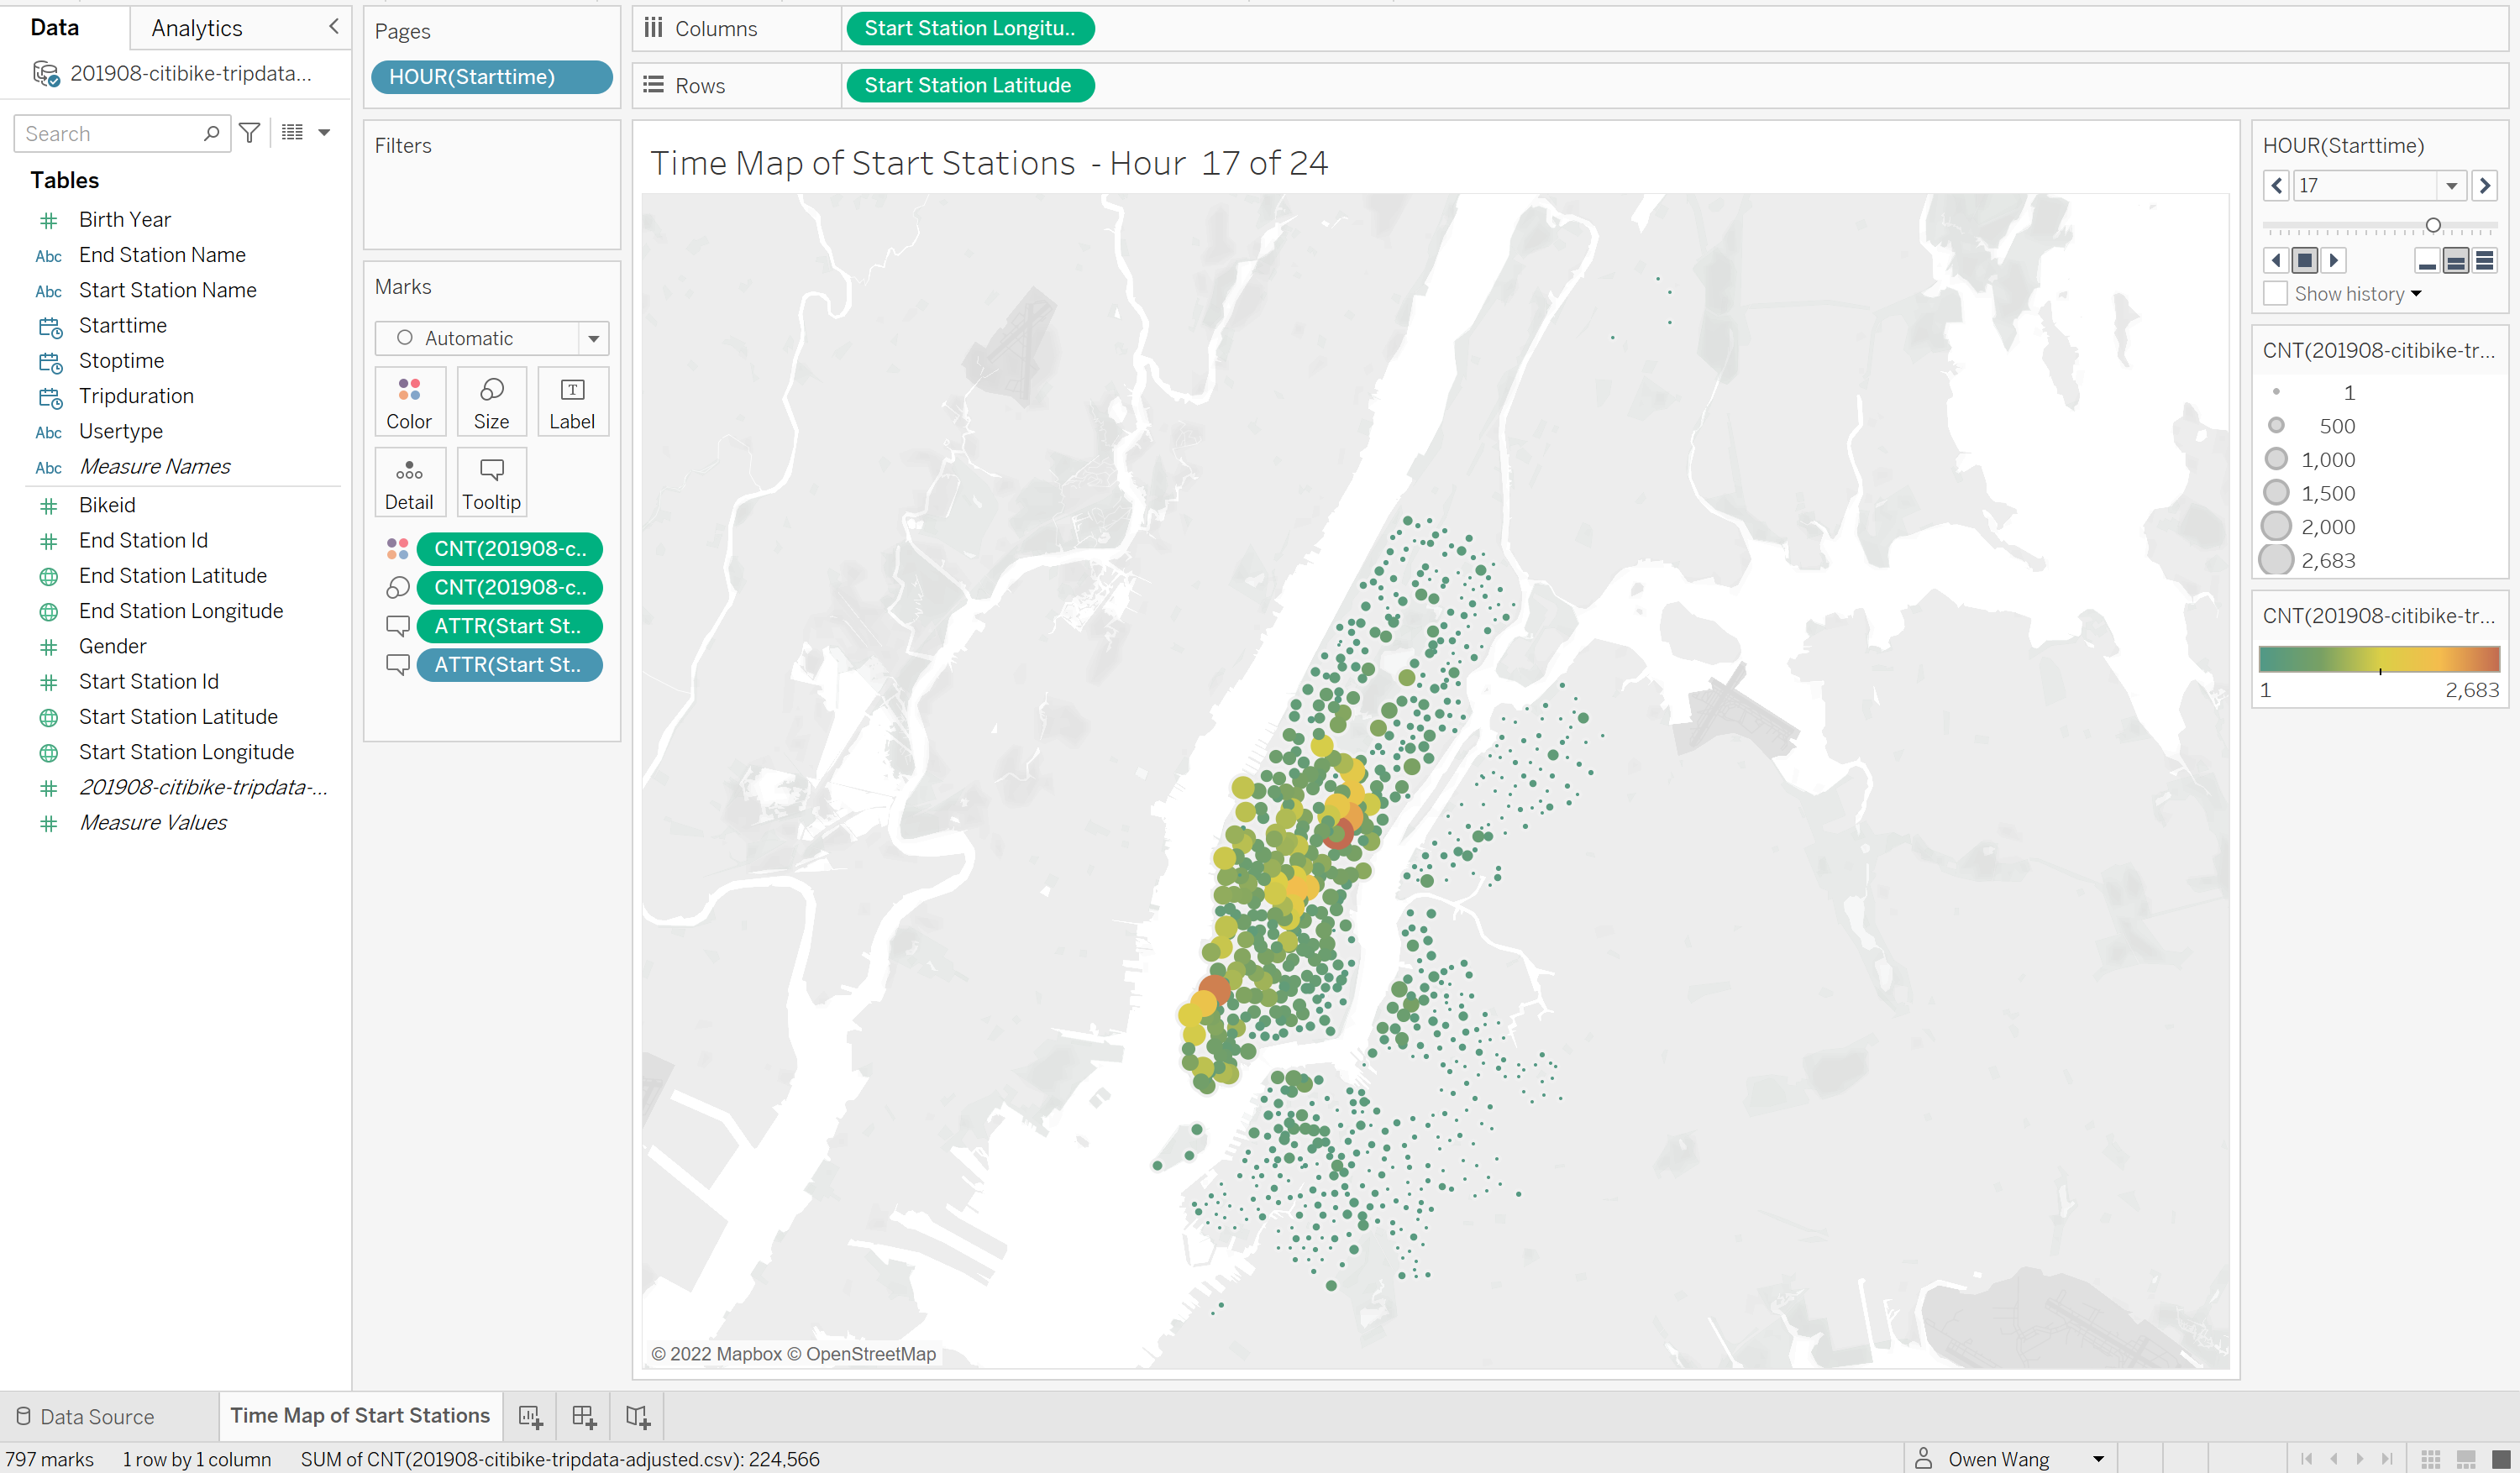 Data
Analytics
201908-citibike-tripdata...
Search
Tables
Birth Year
Abc End Station Name
Abc Start Station Name
Starttime
Stoptime
Tripduration
Abc Usertype
Abc Measure Names
Bikeid
End Station Id
End Station Latitude
End Station Longitude
Gender
Start Station Id
Start Station Latitude
Start Station Longitude
201908-citibike-tripdata-...
Measure Values
Pages
HOUR(Starttime)
Filters
Marks
Automatic
Color Size Label
Detail Tooltip
CNT(201908-c..
CNT(201908-c..
ATTR(Start St..
ATTR(Start St..
Columns Start Station Longitu..
Rows Start Station Latitude
Time Map of Start Stations - Hour 17 of 24
© 2022 Mapbox © OpenStreetMap
HOUR(Starttime)
17
Show history
CNT(201908-citibike-tr...
1
500
1,000
1,500
2,000
2,683
CNT(201908-citibike-tr...
1 2,683
Data Source
Time Map of Start Stations
797 marks 1 row by 1 column SUM of CNT(201908-citibike-tripdata-adjusted.csv): 224,566
Owen Wang